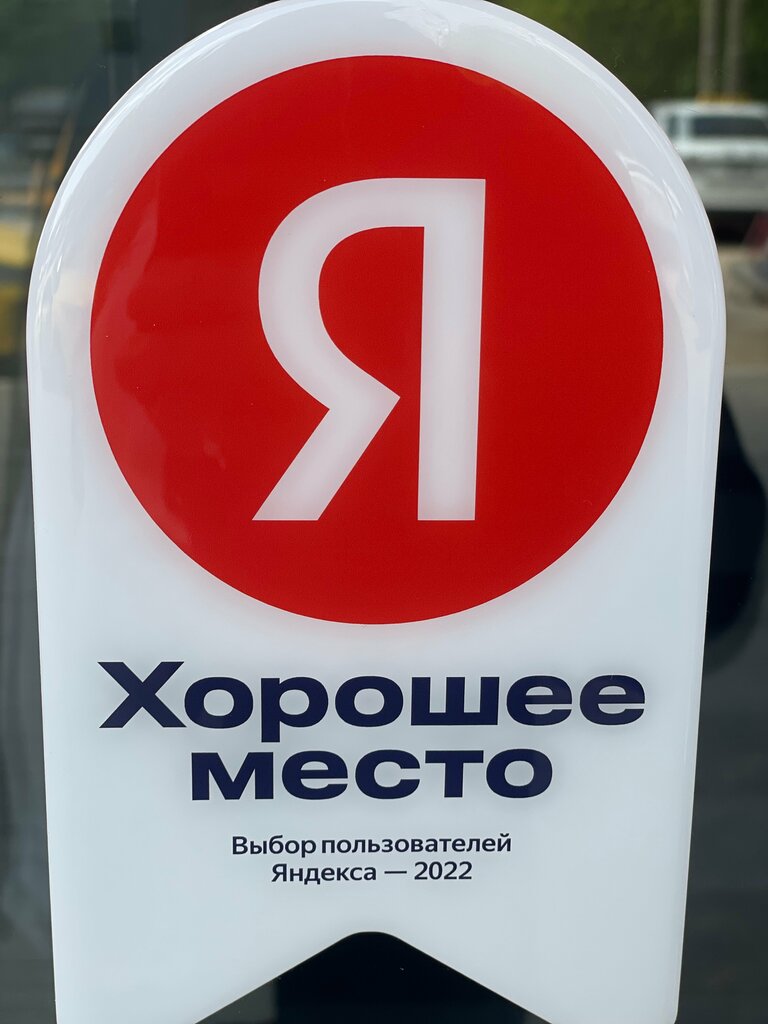 Я
Хорошее
место
Выбор пользователей
Яндекса — 2022